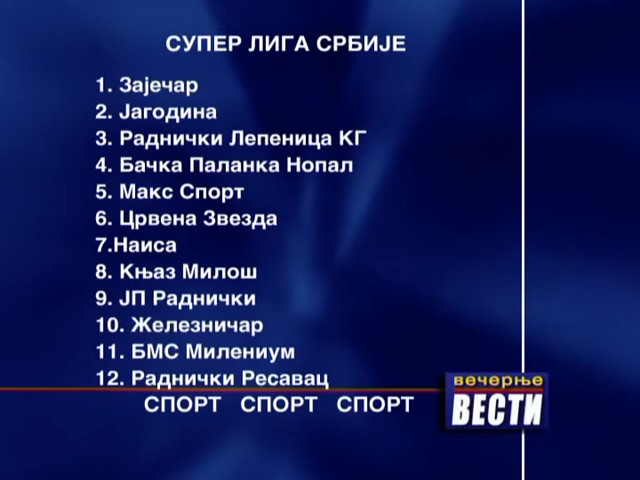 СУПЕР ЛИГА СРБИЈЕ
1. Зајечар
2. Јагодина
3. Раднички Лепеница КГ
4. Бачка Паланка Нопал
5. Макс Спорт
6. Црвена Звезда
7.Наиса
8. Књаз Милош
9. ЈП Раднички
10. Железничар
11. БМС Милениум
12. Раднички Ресавац
СПОРТ СПОРТ СПОРТ
вечерње
ВЕСТИ